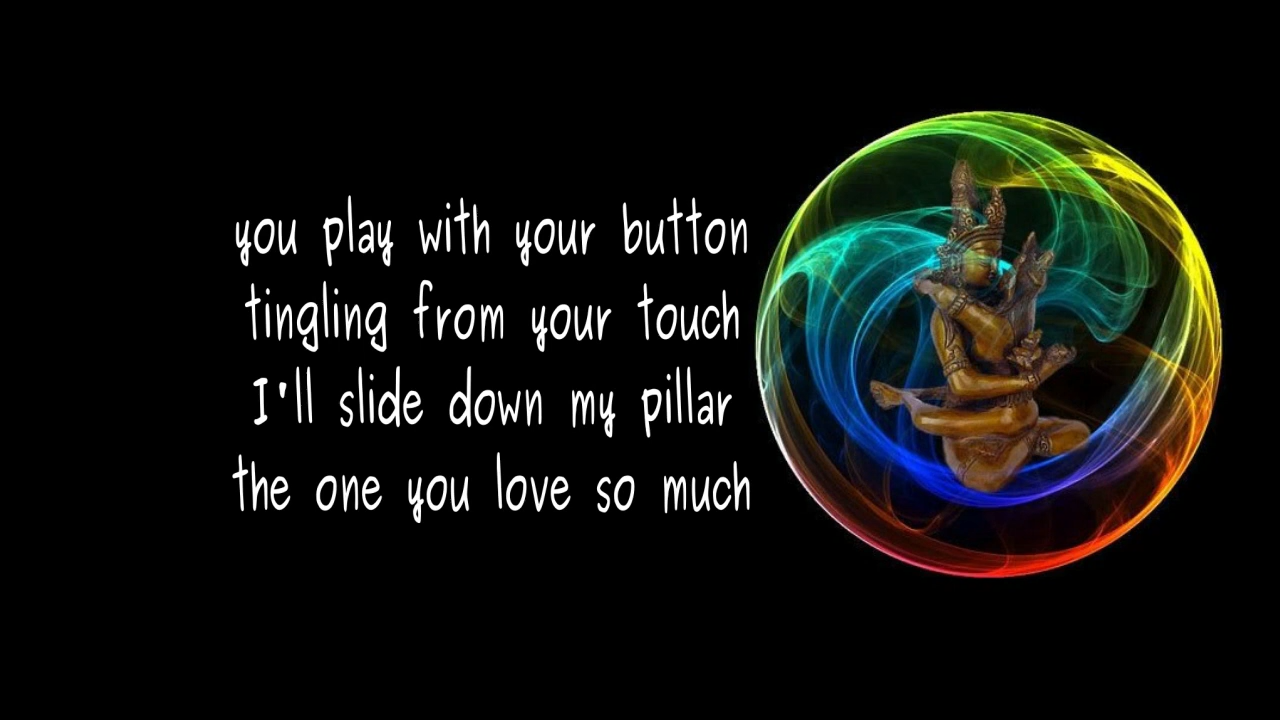 you play with your button
tingling from your touch
I'll slide down my pillar
the one you love so much